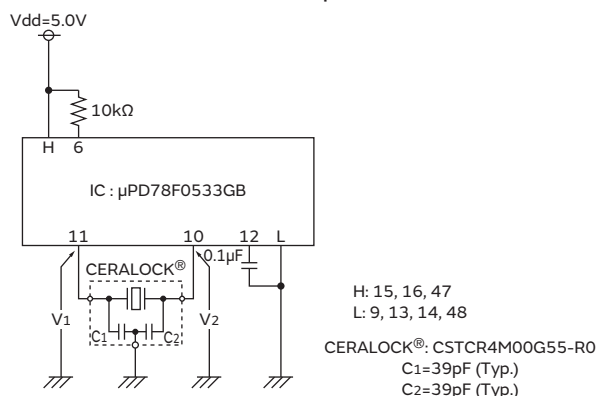 Vdd=5.0V
10kΩ
H 6
IC : μPD78F0533GB
11 10 12 L
0.1μF
CERALOCK®
V1 C1 C2 V2
H: 15, 16, 47
L: 9, 13, 14, 48
CERALOCK®: CSTCR4M00G55-R0
C1=39pF (Typ.)
C2=39pF (Typ.)